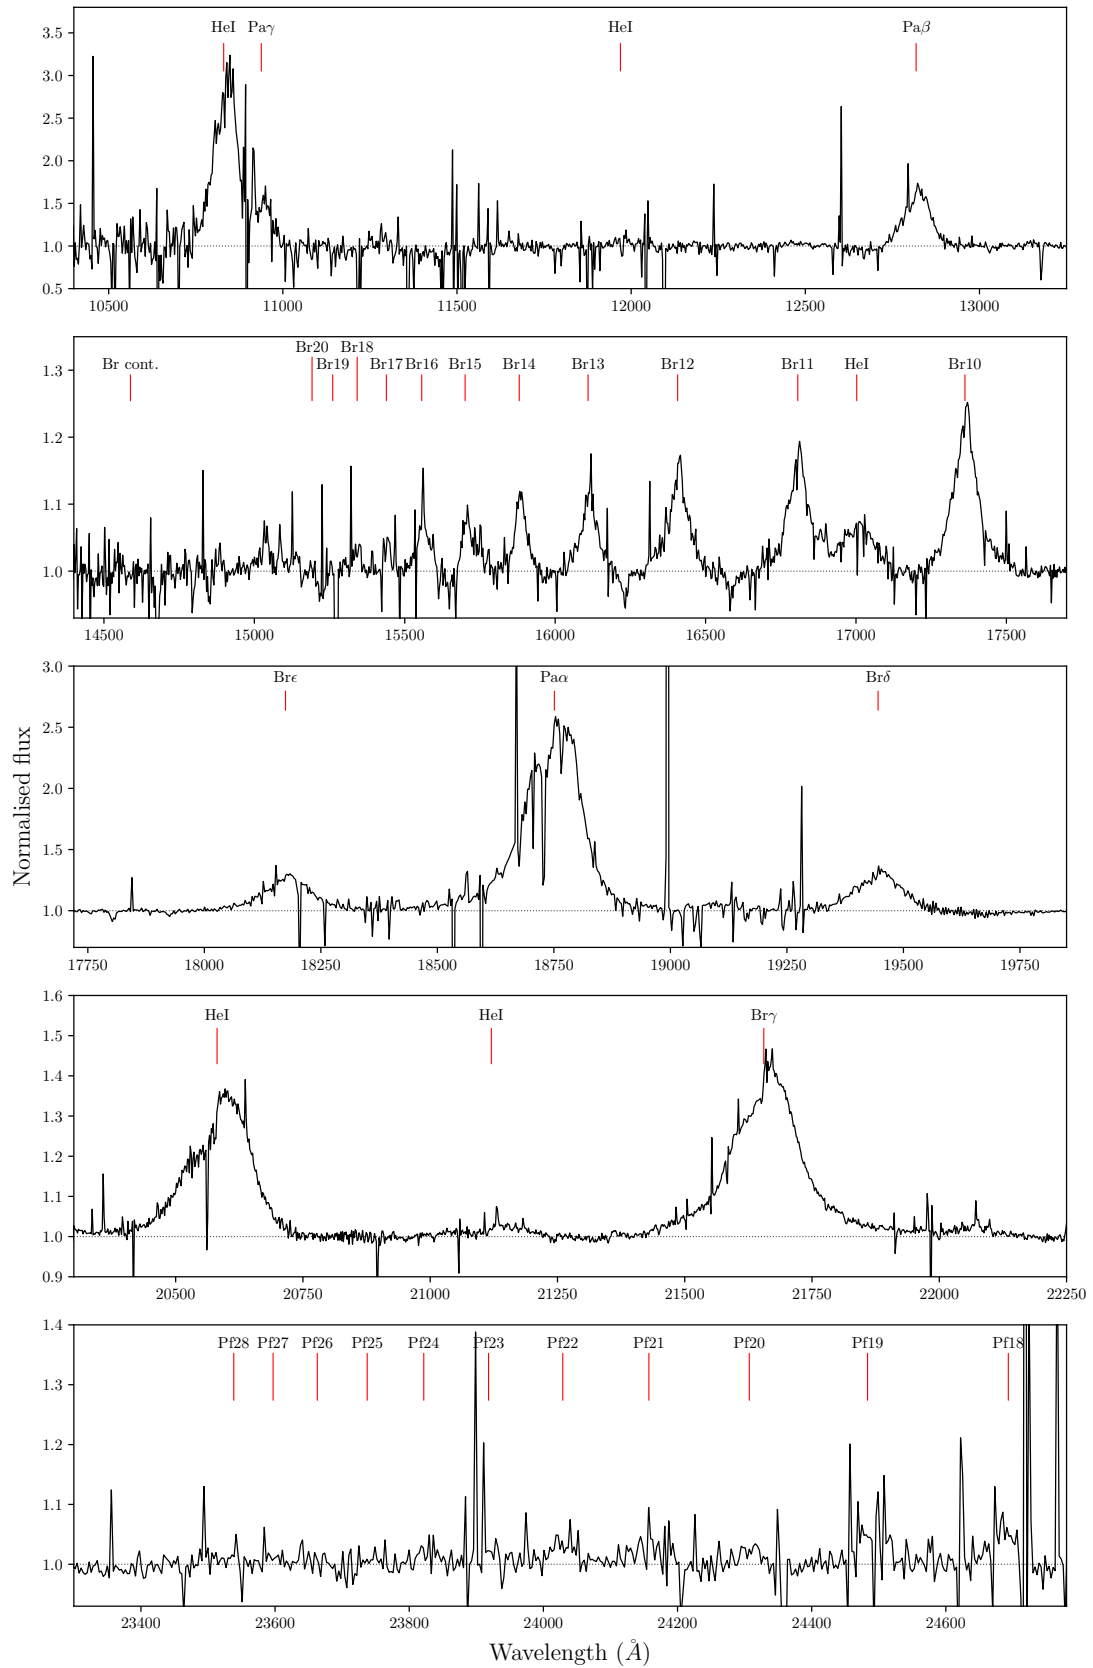 HeI Paγ HeI Paβ
3.5
3.0
2.5
2.0
1.5
1.0
0.5
10500 11000 11500 12000 12500 13000
Br20 Br18
Br cont. Br19 Br17 Br16 Br15 Br14 Br13 Br12 Br11 HeI Br10
1.3
1.2
1.1
1.0
14500 15000 15500 16000 16500 17000 17500
Brϵ Paα Brδ
3.0
2.5
2.0
1.5
1.0
17750 18000 18250 18500 18750 19000 19250 19500 19750
Normalised flux
HeI HeI Brγ
1.6
1.5
1.4
1.3
1.2
1.1
1.0
0.9
20500 20750 21000 21250 21500 21750 22000 22250
Pf28 Pf27 Pf26 Pf25 Pf24 Pf23 Pf22 Pf21 Pf20 Pf19 Pf18
1.4
1.3
1.2
1.1
1.0
23400 23600 23800 24000 24200 24400 24600
Wavelength (Å)